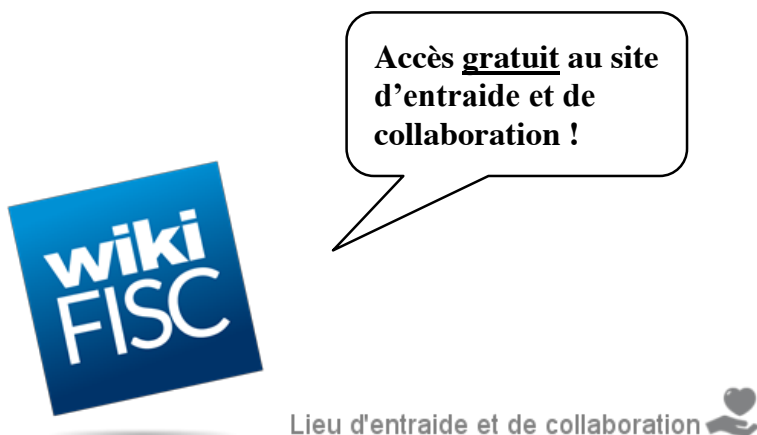 Accès gratuit au site
d’entraide et de
collaboration !
wiki
FISC
Lieu d'entraide et de collaboration